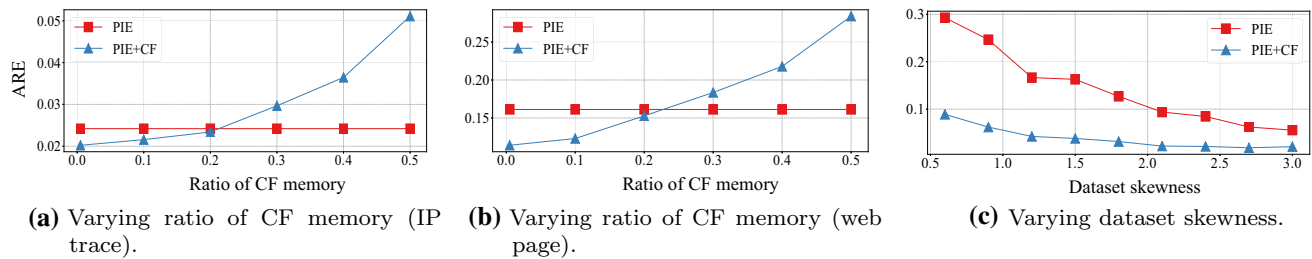 ARE
0.05
0.04
0.03
0.02
PIE
PIE+CF
0.0 0.1 0.2 0.3 0.4 0.5
Ratio of CF memory
(a) Varying ratio of CF memory (IP
trace).
0.25
0.20
0.15
PIE
PIE+CF
0.0 0.1 0.2 0.3 0.4 0.5
Ratio of CF memory
(b) Varying ratio of CF memory (web
page).
0.3
0.2
0.1
PIE
PIE+CF
0.5 1.0 1.5 2.0 2.5 3.0
Dataset skewness
(c) Varying dataset skewness.